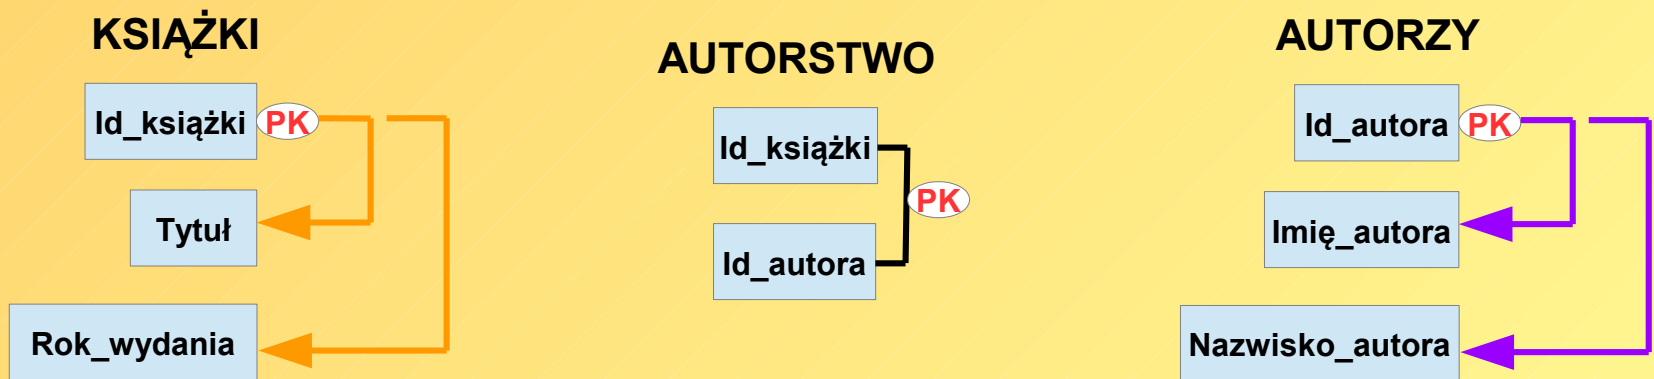 KSIĄŻKI
Id_książki PK
Tytuł
Rok_wydania
AUTORSTWO
Id_książki
PK
Id_autora
AUTORZY
Id_autora PK
Imię_autora
Nazwisko_autora